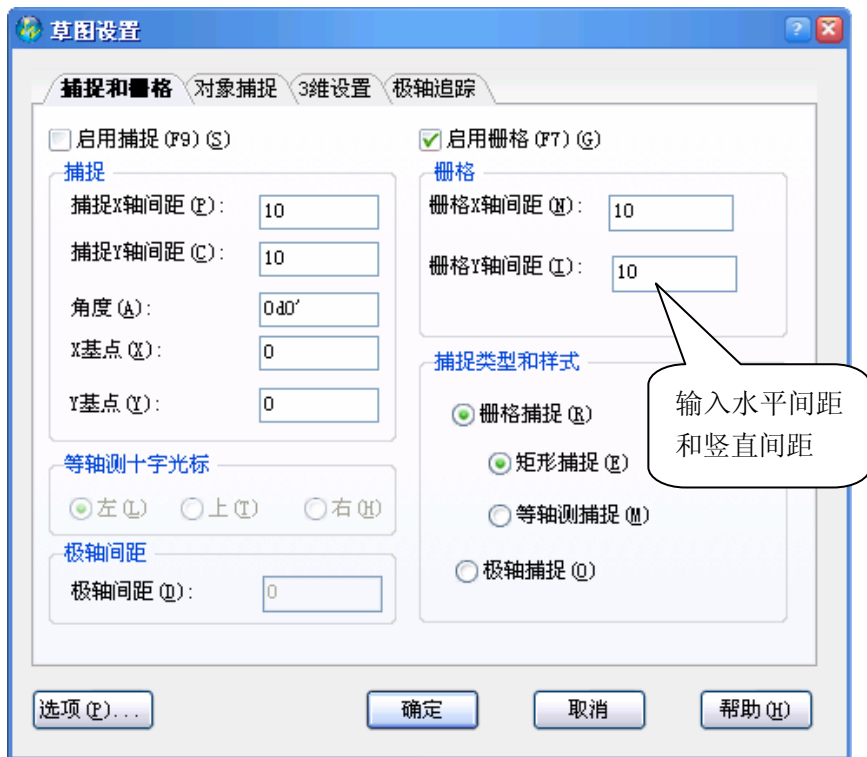 草图设置
捕捉和栅格 对象捕捉 3维设置 极轴追踪
启用捕捉(F9)(S)
启用栅格(F7)(G)
捕捉
捕捉X轴间距(P): 10
捕捉Y轴间距(C): 10
角度(A): 0d0'
X基点(X): 0
Y基点(Y): 0
栅格
栅格X轴间距(N): 10
栅格Y轴间距(I): 10
输入水平间距
和竖直间距
等轴测十字光标
左(L) 上(T) 右(H)
极轴间距
极轴间距(D): 0
捕捉类型和样式
栅格捕捉(R)
矩形捕捉(E)
等轴测捕捉(M)
极轴捕捉(O)
选项(P)... 确定 取消 帮助(H)